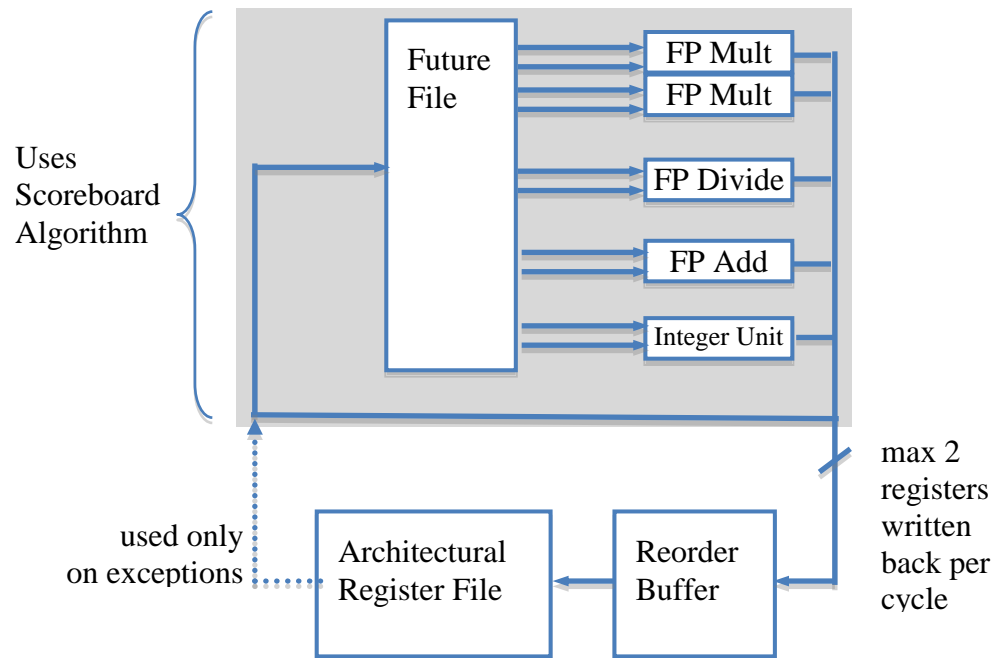 Uses
Scoreboard
Algorithm
Future
File
FP Mult
FP Mult
FP Divide
FP Add
Integer Unit
max 2
registers
written
back per
cycle
used only
on exceptions
Architectural
Register File
Reorder
Buffer